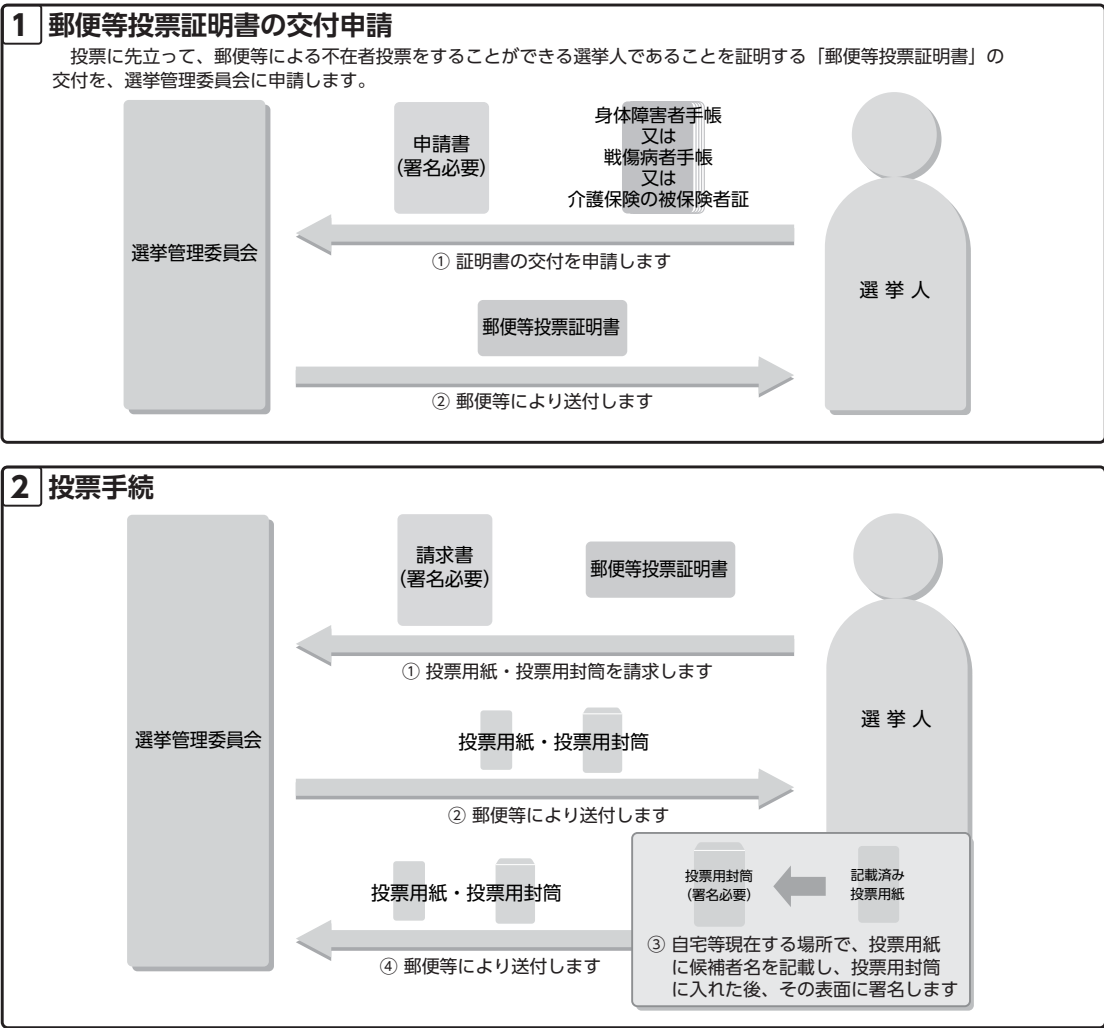 1 郵便等投票証明書の交付申請
投票に先立って、郵便等による不在者投票をすることができる選挙人であることを証明する「郵便等投票証明書」の
交付を、選挙管理委員会に申請します。
選挙管理委員会
申請書
(署名必要)
身体障害者手帳
又は
戦傷病者手帳
又は
介護保険の被保険者証
① 証明書の交付を申請します
選 挙 人
郵便等投票証明書
② 郵便等により送付します
2 投票手続
選挙管理委員会
請求書
(署名必要)
郵便等投票証明書
① 投票用紙・投票用封筒を請求します
選 挙 人
投票用紙・投票用封筒
② 郵便等により送付します
投票用封筒
(署名必要)
記載済み
投票用紙
③ 自宅等現在する場所で、投票用紙
に候補者名を記載し、投票用封筒
に入れた後、その表面に署名します
投票用紙・投票用封筒
④ 郵便等により送付します